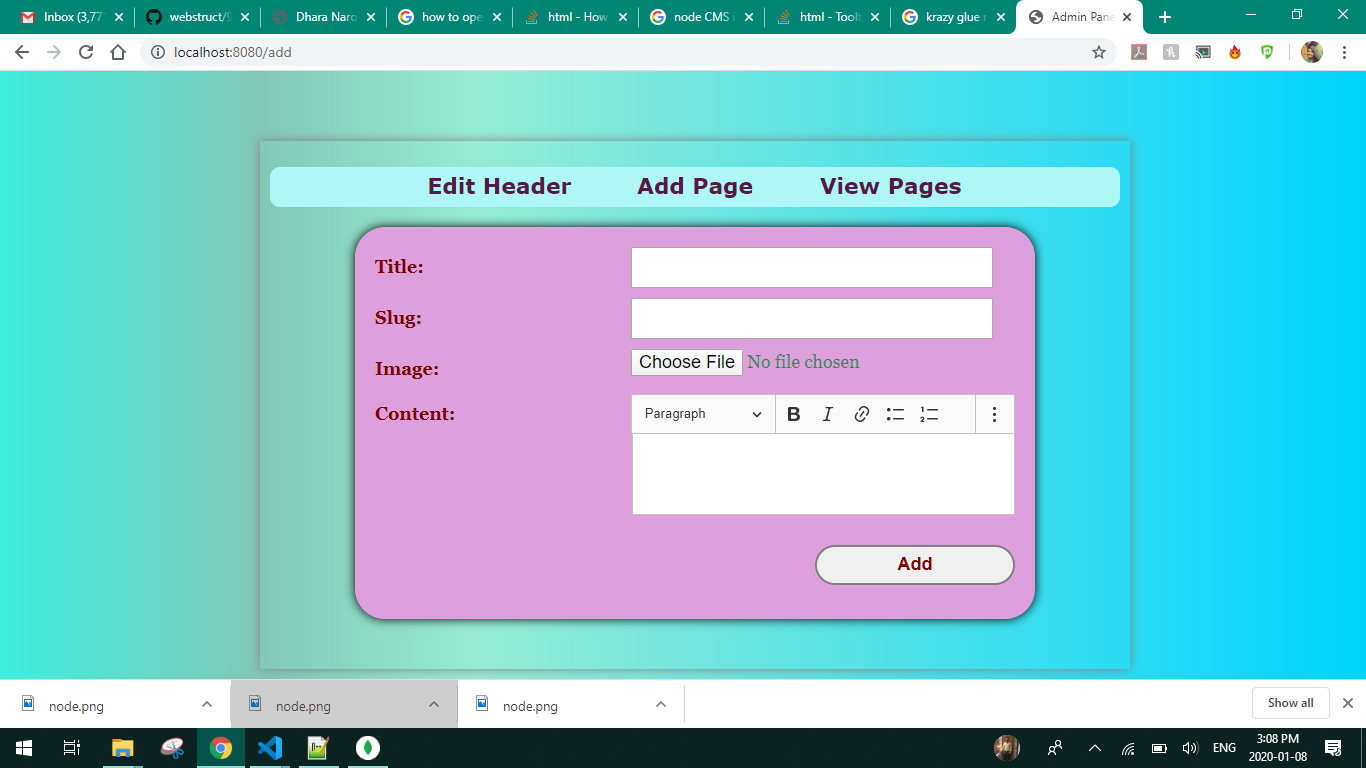 Inbox (3,77
webstruct/9
Dhara Naro
how to ope
html - How
node CMS
html - Toolt
krazy glue r
Admin Pane
localhost:8080/add
Edit Header Add Page View Pages
Title:
Slug:
Image: Choose File No file chosen
Content: Paragraph B I
Add
node.png node.png node.png Show all
ENG 3:08 PM
2020-01-08